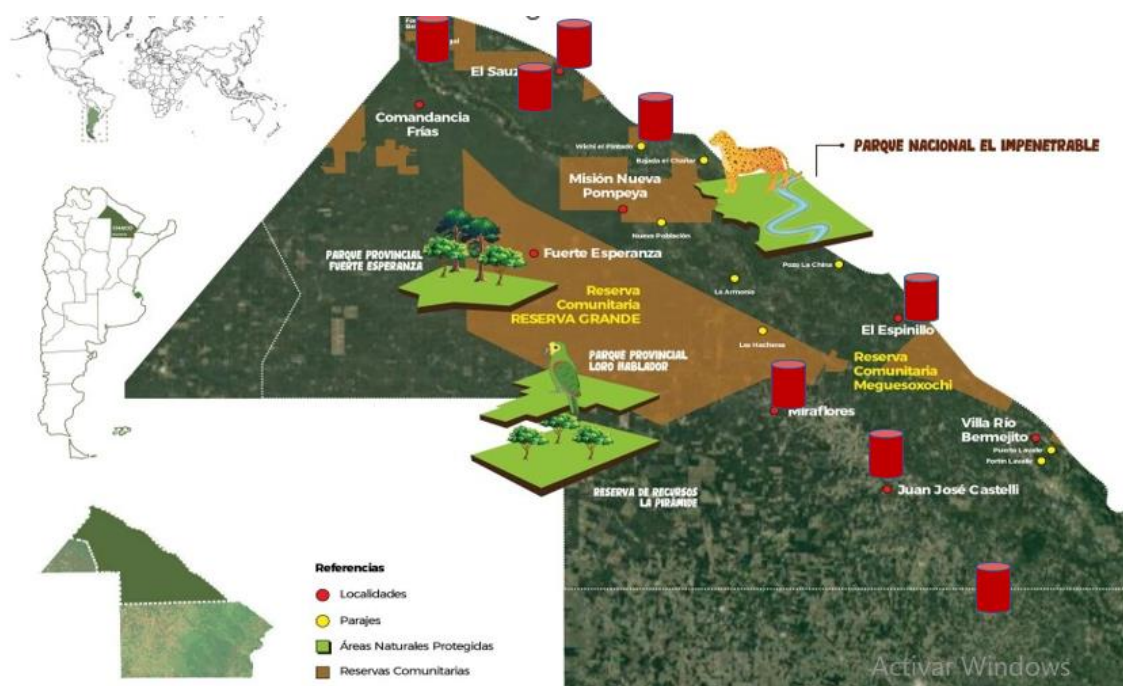 El Sauz
Comandancia
Frías
Wichí el Pintado
Bajada el Chañar
PARQUE NACIONAL EL IMPENETRABLE
Misión Nueva
Pompeya
Nueva Población
CHACO
PARQUE PROVINCIAL
FUERTE ESPERANZA
Fuerte Esperanza
Pozo La China
La Armonía
Reserva
Comunitaria
RESERVA GRANDE
El Espinillo
Las Hacheras
PARQUE PROVINCIAL
LORO HABLADOR
Reserva
Comunitaria
Meguesoxochi
Miraflores
Villa Río
Bermejito
Puerto Lavalle
Fortín Lavalle
RESERVA DE RECURSOS
LA PIRÁMIDE
Juan José Castelli
Referencias
Localidades
Parajes
Áreas Naturales Protegidas
Reservas Comunitarias
Activar Windows